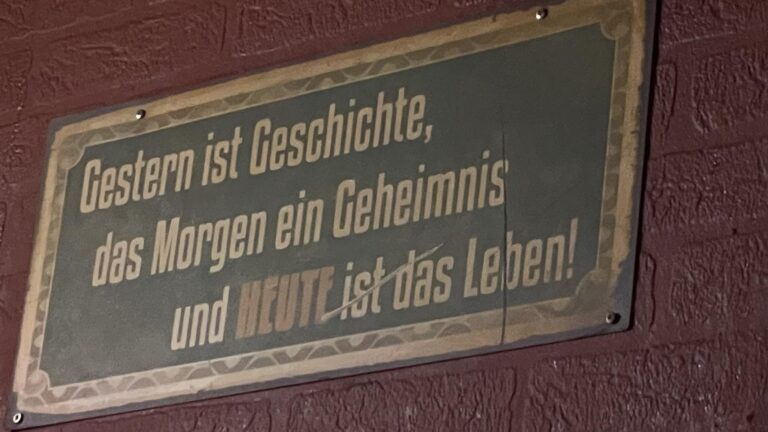 Gestern ist Geschichte,
das Morgen ein Geheimnis
und HEUTE ist das Leben!